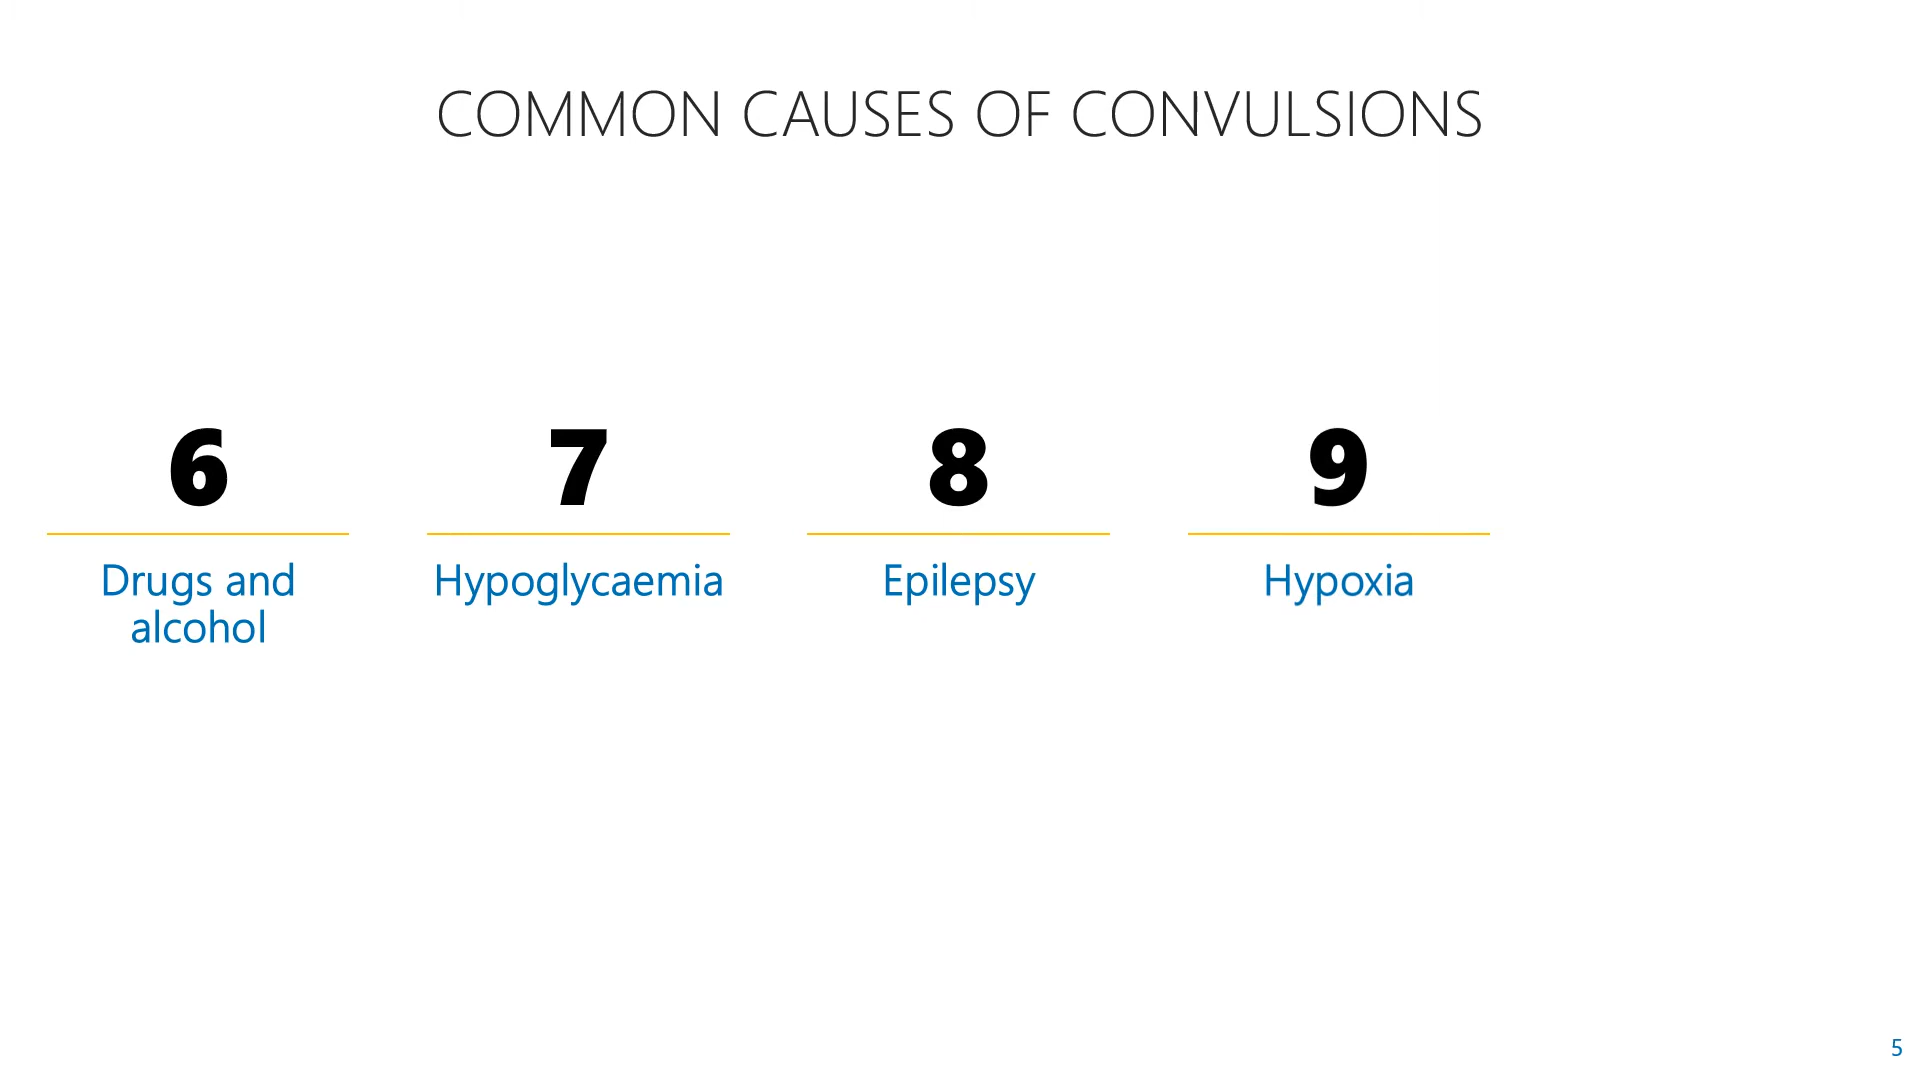 COMMON CAUSES OF CONVULSIONS
6
Drugs and
alcohol
7
Hypoglycaemia
8
Epilepsy
9
Hypoxia
5